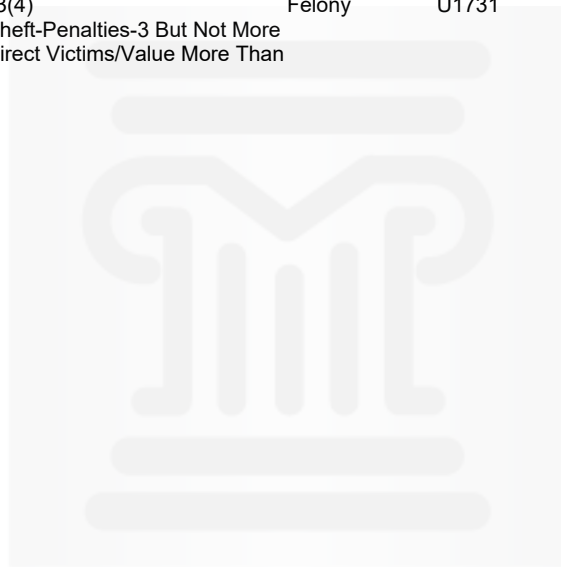 3(4) Felony U1731
heft-Penalties-3 But Not More
irect Victims/Value More Than